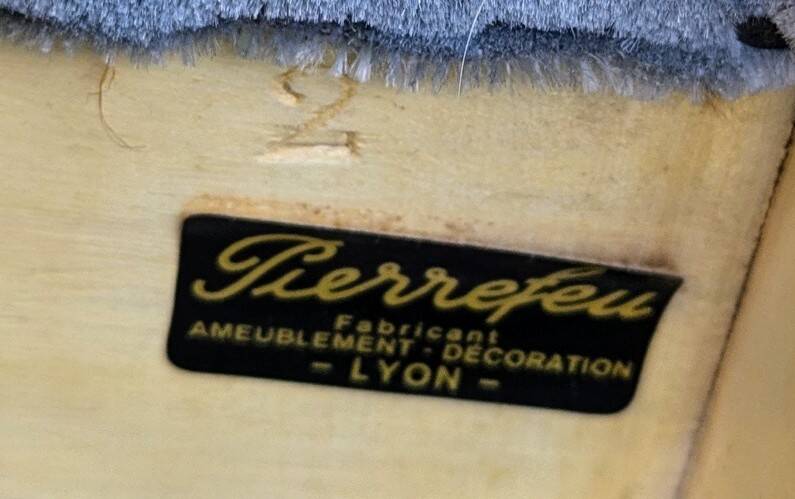 2
Pierrefeu
Fabricant
AMEUBLEMENT - DÉCORATION
- LYON -